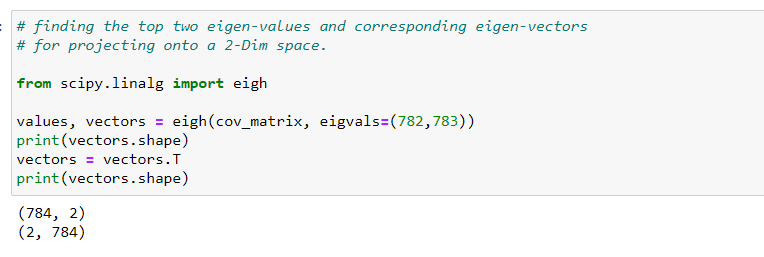 # finding the top two eigen-values and corresponding eigen-vectors
# for projecting onto a 2-Dim space.
from scipy.linalg import eigh
values, vectors = eigh(cov_matrix, eigvals=(782,783))
print(vectors.shape)
vectors = vectors.T
print(vectors.shape)
(784, 2)
(2, 784)